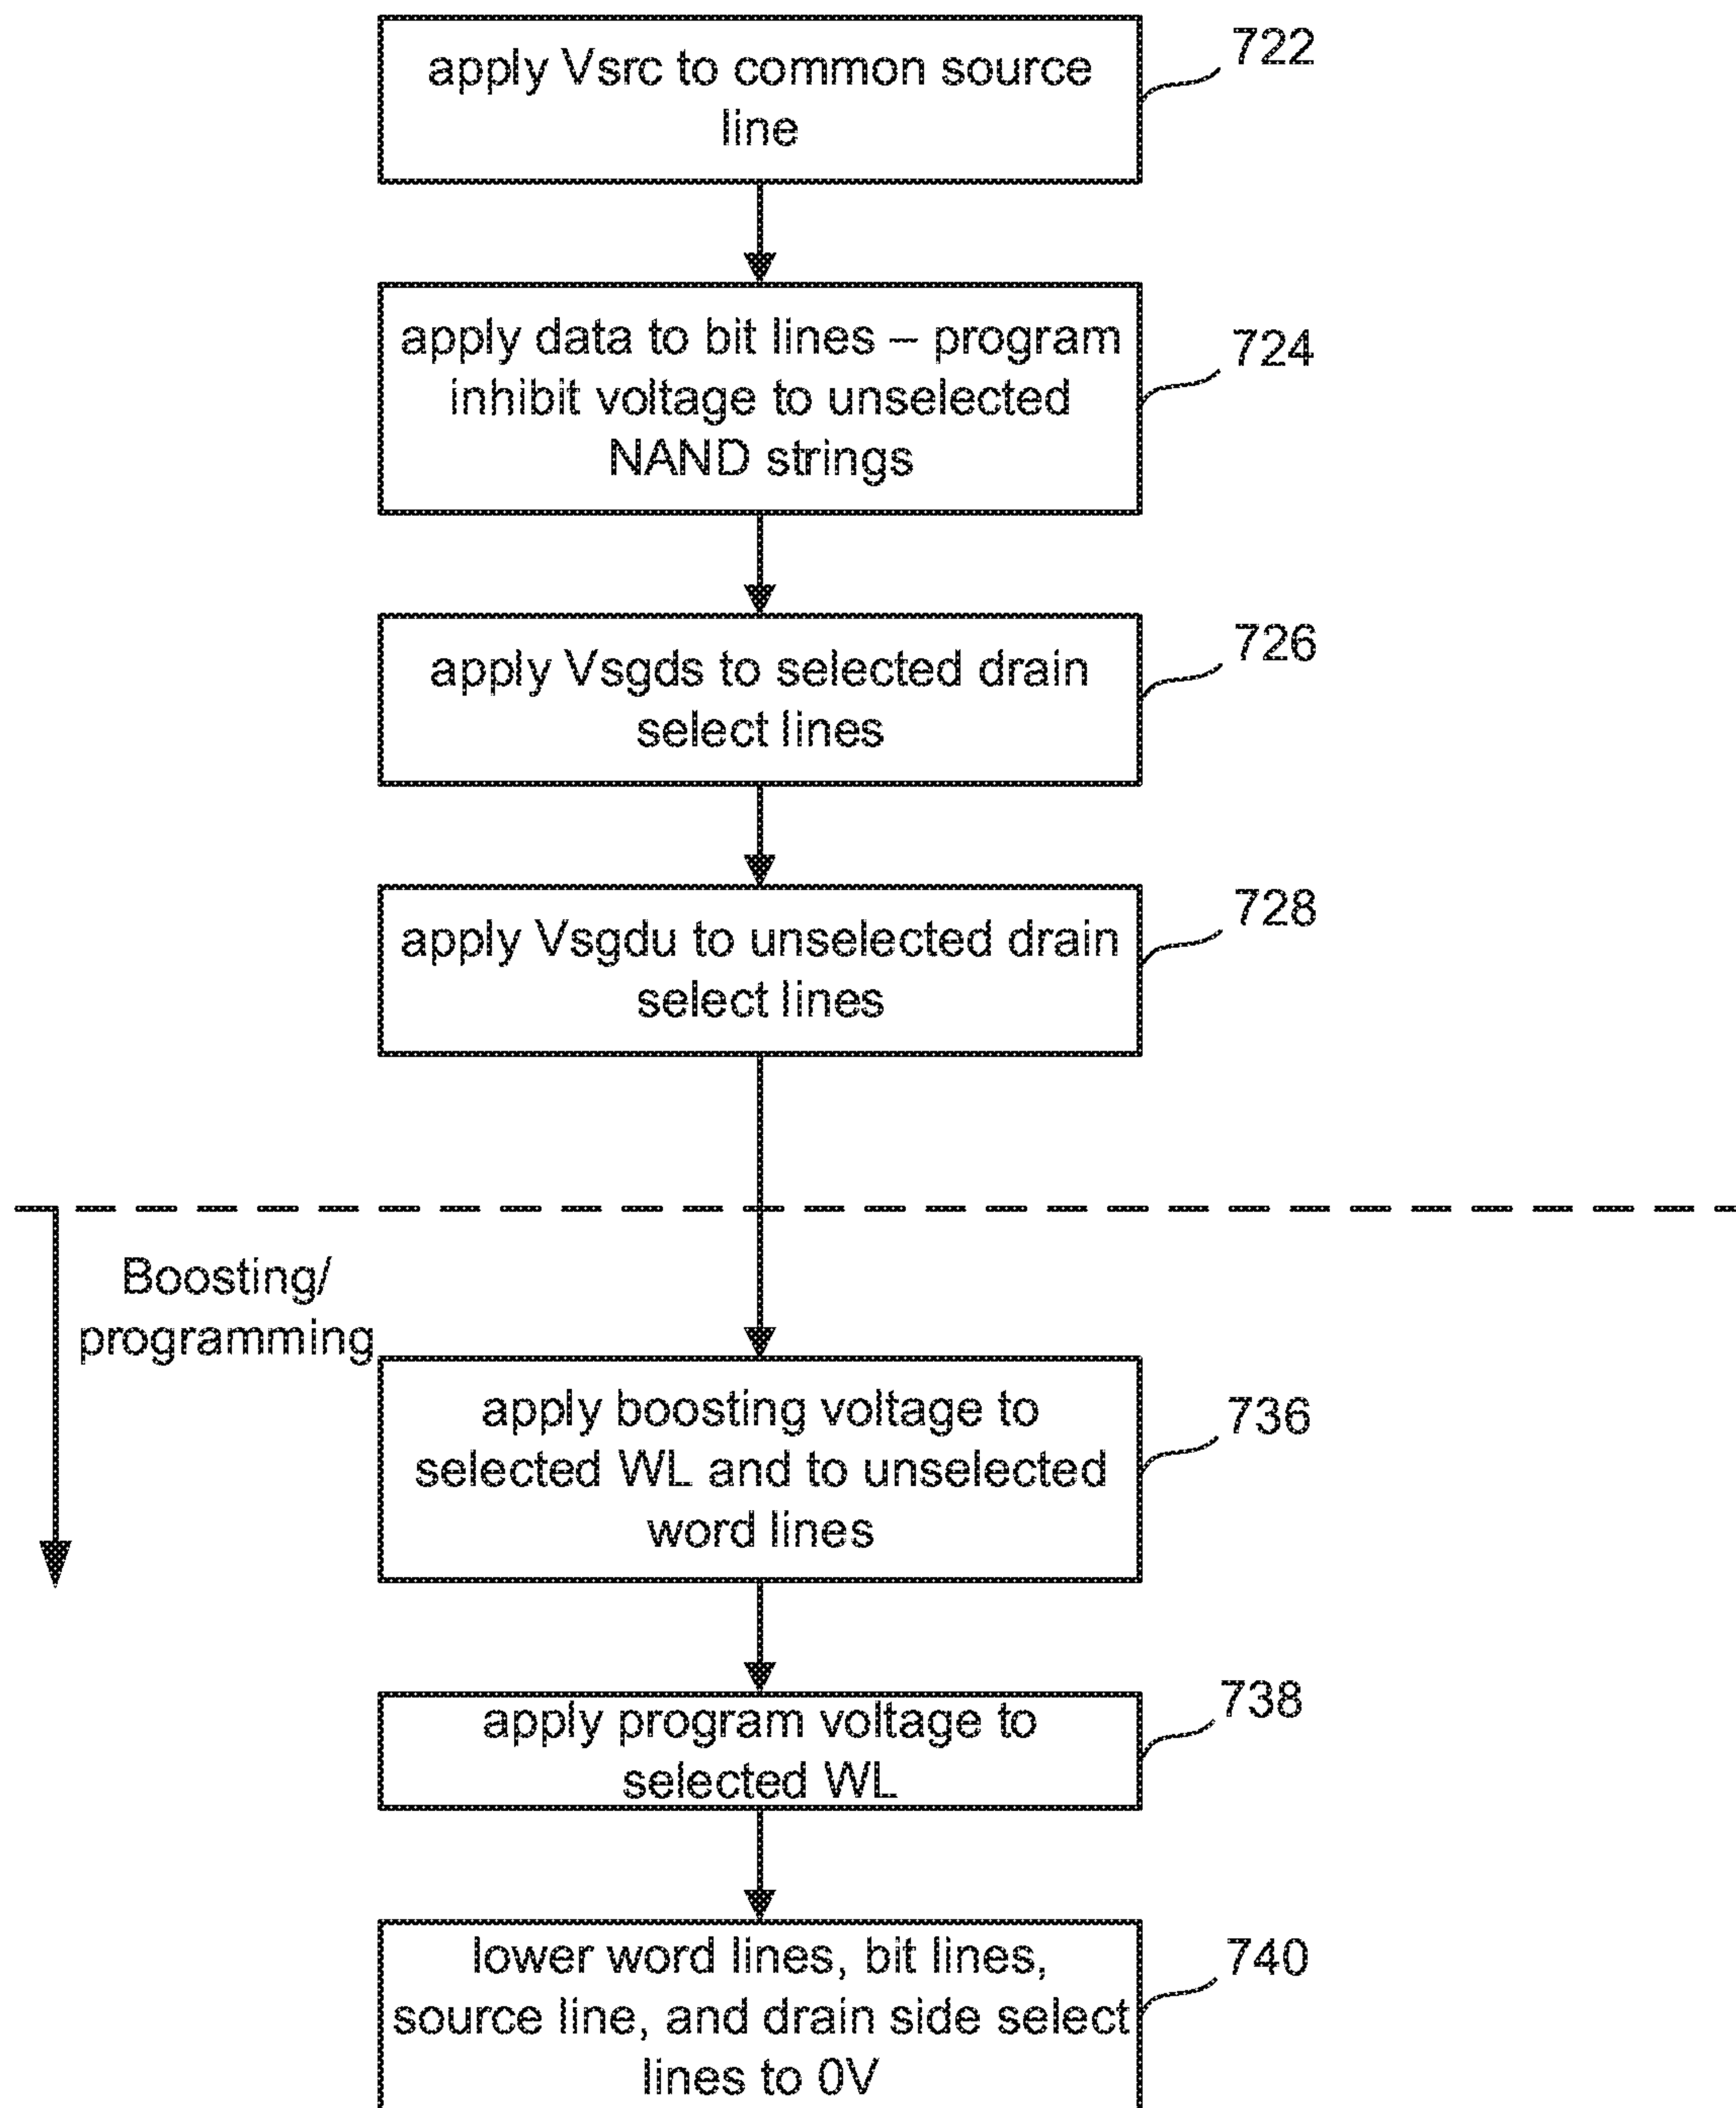 apply Vsrc to common source
line
722
apply data to bit lines – program
inhibit voltage to unselected
NAND strings
724
apply Vsgds to selected drain
select lines
726
apply Vsgdu to unselected drain
select lines
728
Boosting/
programming
apply boosting voltage to
selected WL and to unselected
word lines
736
apply program voltage to
selected WL
738
lower word lines, bit lines,
source line, and drain side select
lines to 0V
740